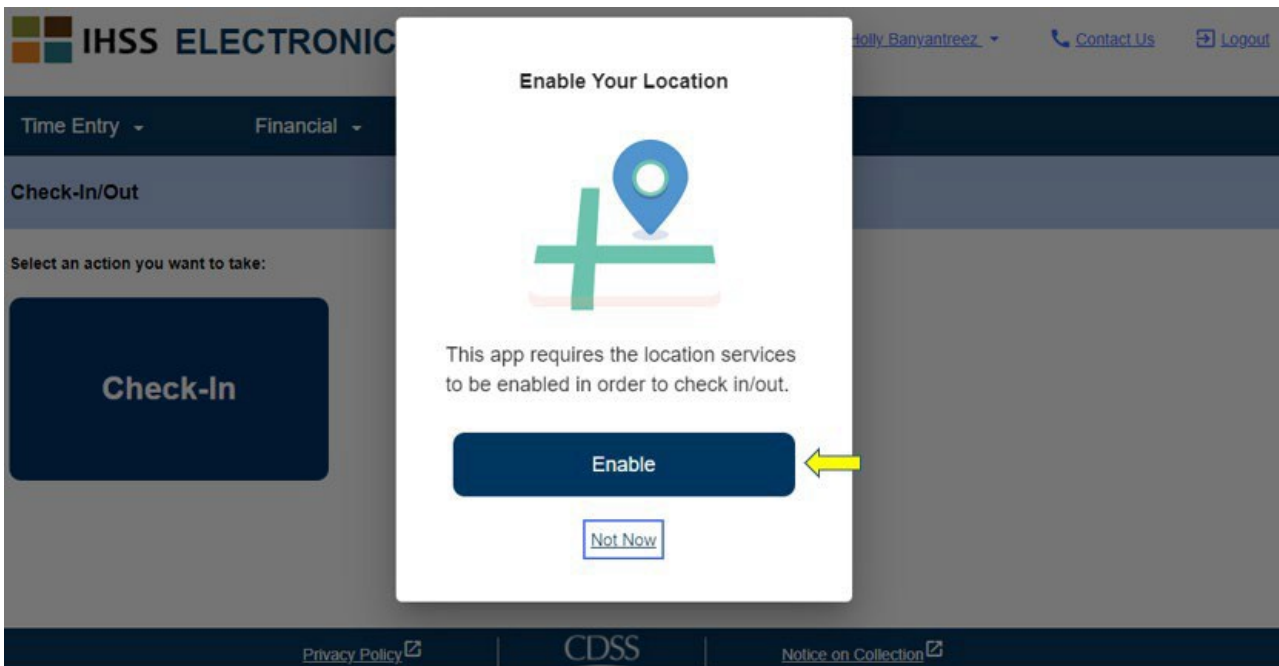 IHSS ELECTRONIC
Holly Banyantreez
Contact Us
Logout
Time Entry
Financial
Check-In/Out
Select an action you want to take:
Check-In
Enable Your Location
This app requires the location services
to be enabled in order to check in/out.
Enable
Not Now
Privacy Policy
CDSS
Notice on Collection